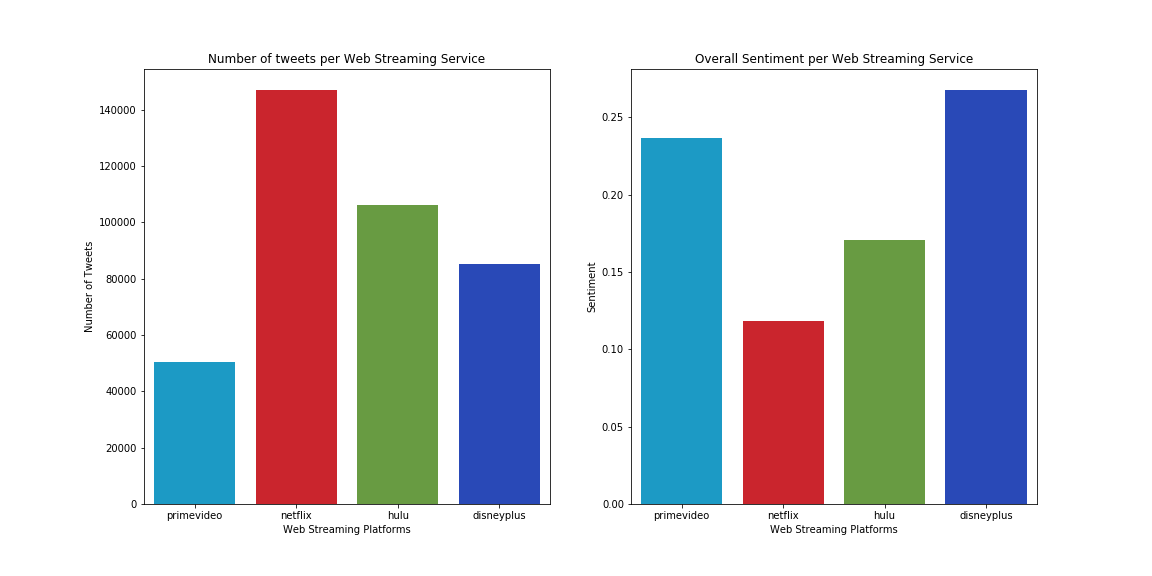 Number of tweets per Web Streaming Service
Number of Tweets
140000
120000
100000
80000
60000
40000
20000
0
primevideo netflix hulu disneyplus
Web Streaming Platforms
Overall Sentiment per Web Streaming Service
Sentiment
0.25
0.20
0.15
0.10
0.05
0.00
primevideo netflix hulu disneyplus
Web Streaming Platforms